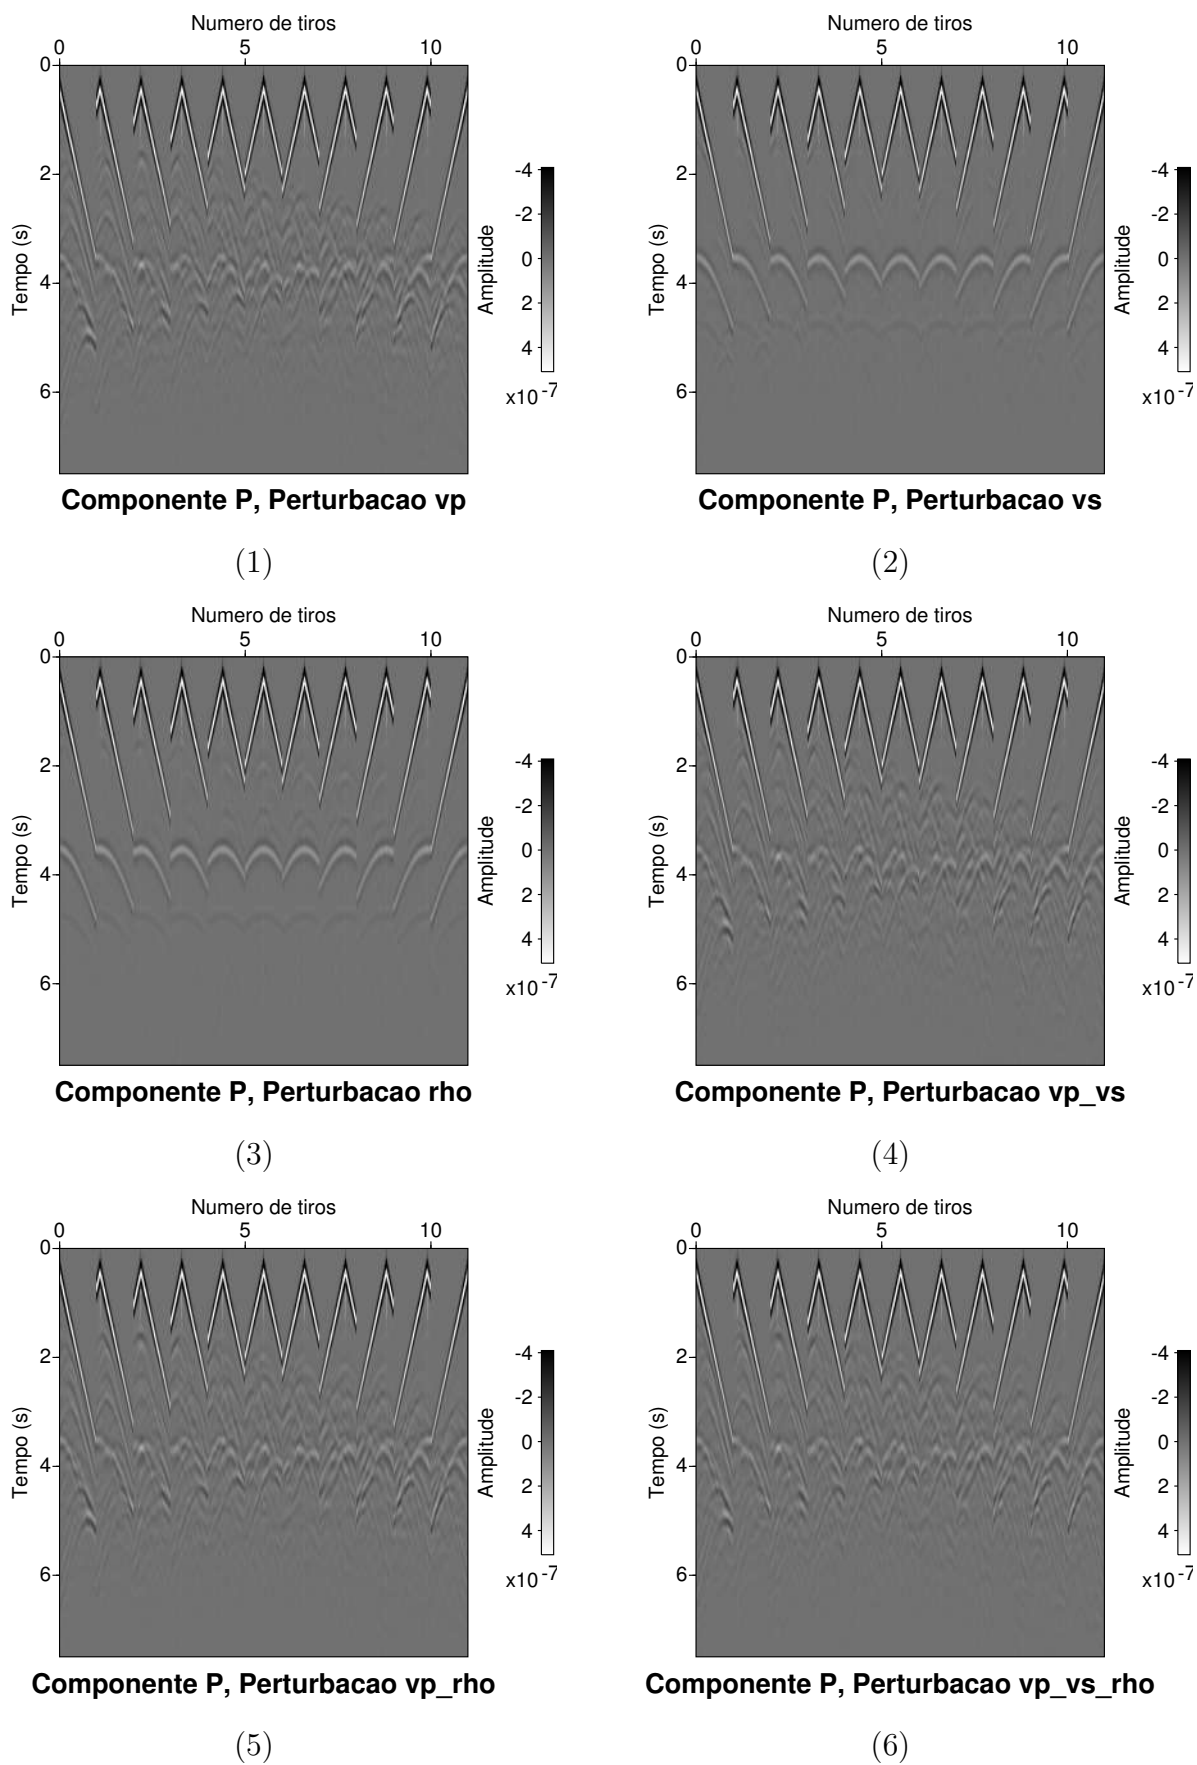 Numero de tiros
0 5 10
0
2
4
6
Tempo (s)
-4
-2
0
2
4
Amplitude
x10 -7
Componente P, Perturbacao vp
(1)
Numero de tiros
0 5 10
0
2
4
6
Tempo (s)
-4
-2
0
2
4
Amplitude
x10 -7
Componente P, Perturbacao vs
(2)
Numero de tiros
0 5 10
0
2
4
6
Tempo (s)
-4
-2
0
2
4
Amplitude
x10 -7
Componente P, Perturbacao rho
(3)
Numero de tiros
0 5 10
0
2
4
6
Tempo (s)
-4
-2
0
2
4
Amplitude
x10 -7
Componente P, Perturbacao vp_vs
(4)
Numero de tiros
0 5 10
0
2
4
6
Tempo (s)
-4
-2
0
2
4
Amplitude
x10 -7
Componente P, Perturbacao vp_rho
(5)
Numero de tiros
0 5 10
0
2
4
6
Tempo (s)
-4
-2
0
2
4
Amplitude
x10 -7
Componente P, Perturbacao vp_vs_rho
(6)